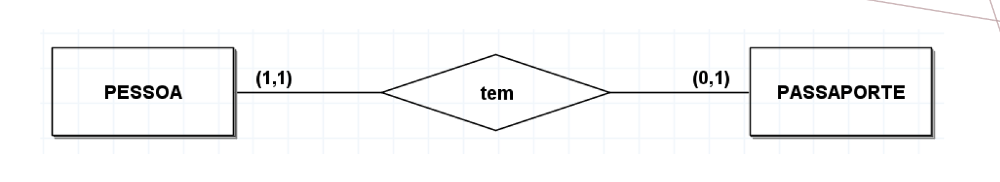 PESSOA
(1,1)
tem
(0,1)
PASSAPORTE